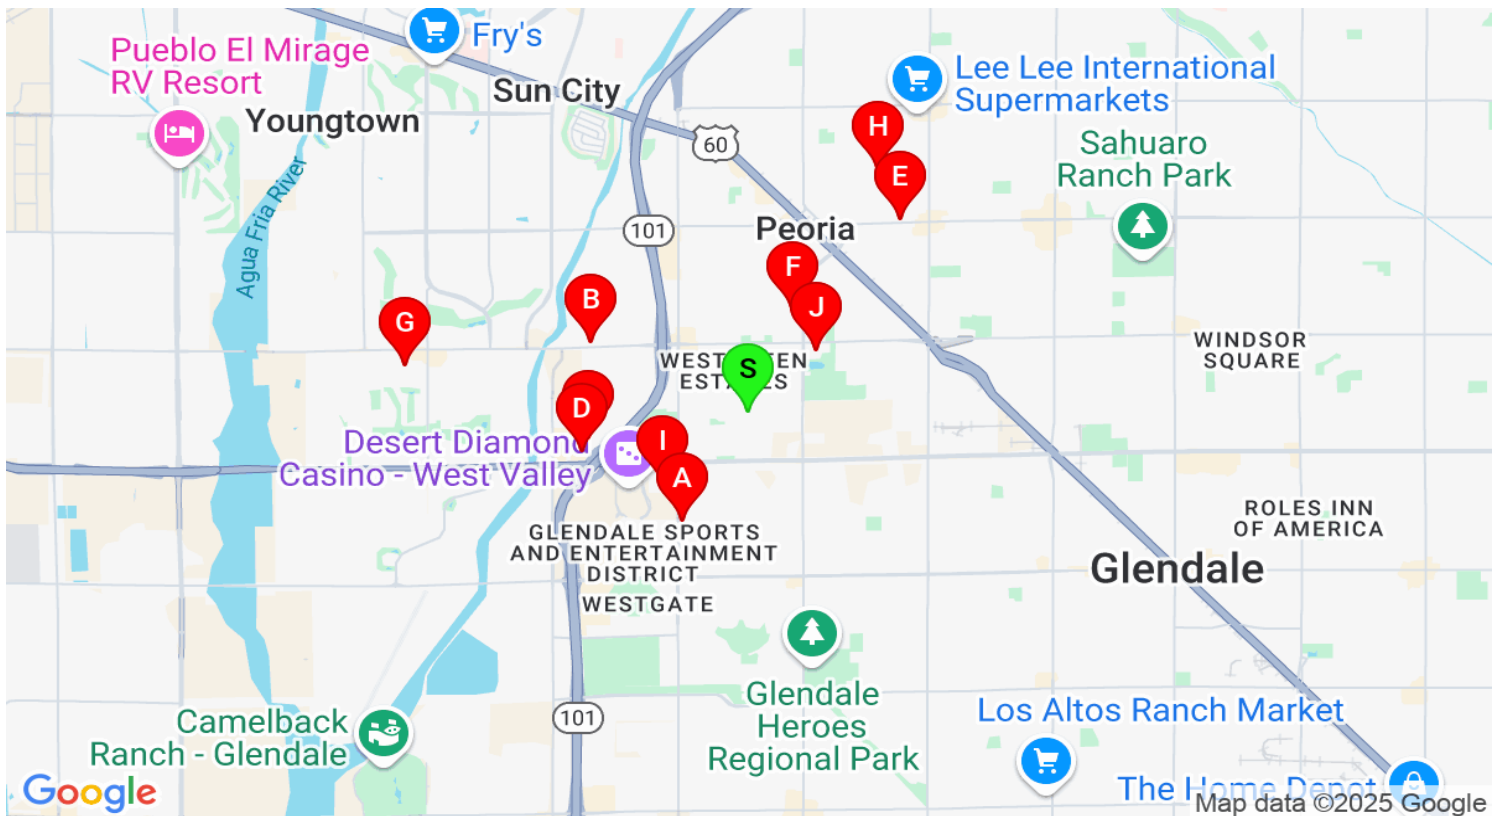 Fry's
Pueblo El Mirage
RV Resort
Sun City
Lee Lee International
Supermarkets
Youngtown
H
60
Sahuaro
Ranch Park
E
Agua Fria River
101
Peoria
F
B
J
G
WINDSOR
SQUARE
S
D
Desert Diamond
Casino - West Valley
I
A
GLENDALE SPORTS
AND ENTERTAINMENT
DISTRICT
WESTGATE
ROLES INN
OF AMERICA
Glendale
Glendale
Heroes
Regional Park
101
Camelback
Ranch - Glendale
Los Altos Ranch Market
The Home Depot
Google
Map data ©2025 Google